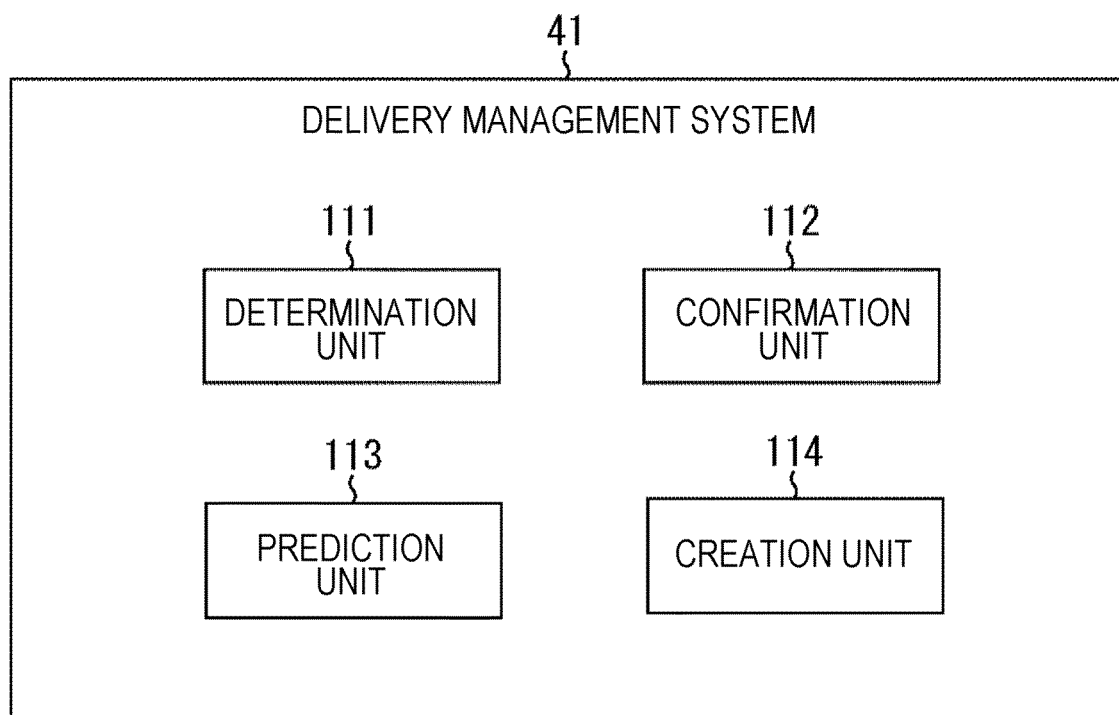 41
DELIVERY MANAGEMENT SYSTEM
111
DETERMINATION
UNIT
112
CONFIRMATION
UNIT
113
PREDICTION
UNIT
114
CREATION UNIT